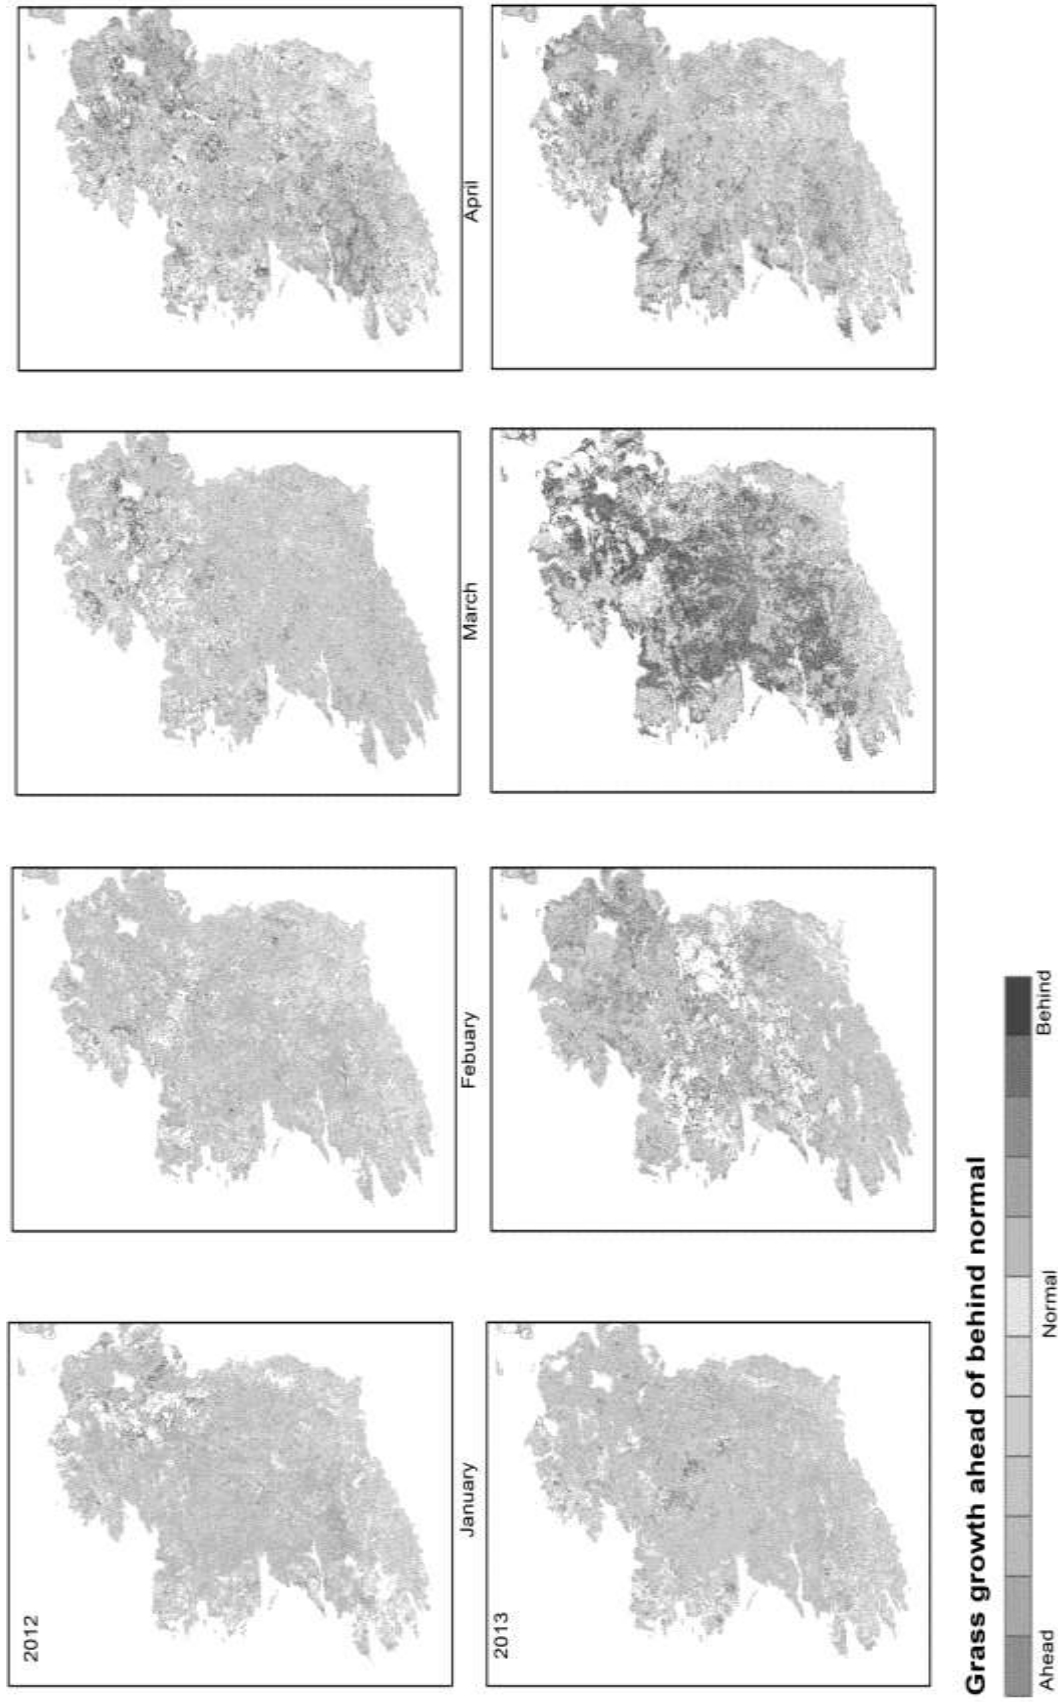 2012
January
Febuary
March
April
2013
Grass growth ahead of behind normal
Ahead
Normal
Behind